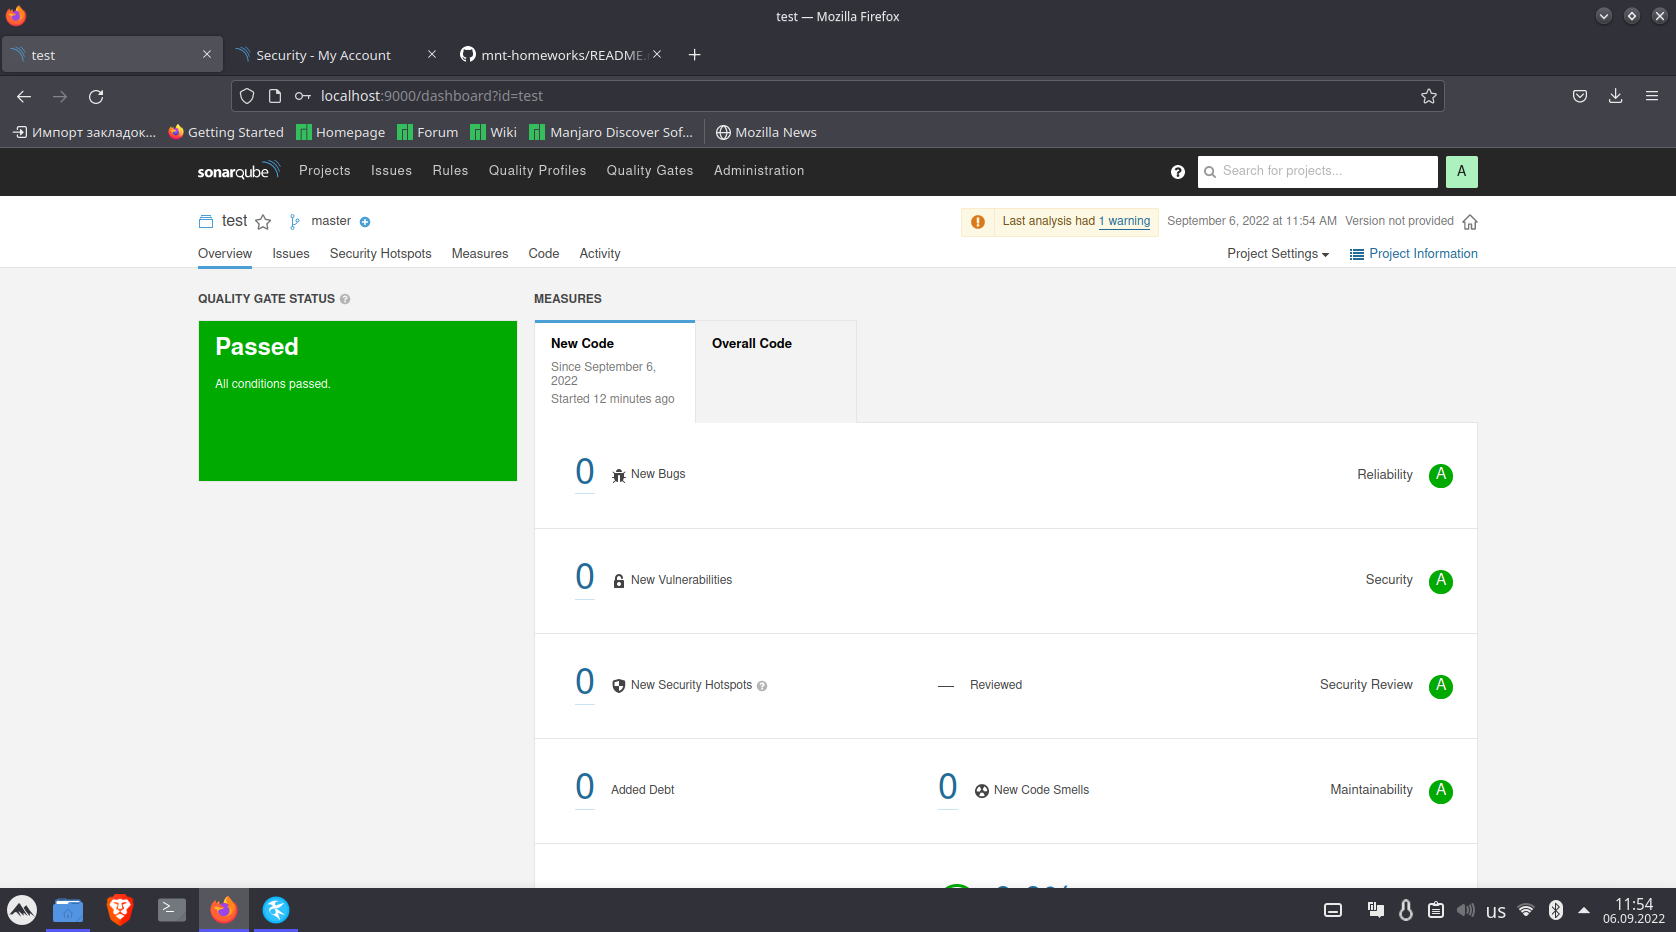 test — Mozilla Firefox
test
Security - My Account
mnt-homeworks/README.
localhost:9000/dashboard?id=test
Импорт закладок...
Getting Started
Homepage
Forum
Wiki
Manjaro Discover Sof...
Mozilla News
sonarqube
Projects
Issues
Rules
Quality Profiles
Quality Gates
Administration
Search for projects...
A
test
master
Last analysis had 1 warning
September 6, 2022 at 11:54 AM
Version not provided
Overview
Issues
Security Hotspots
Measures
Code
Activity
Project Settings
Project Information
QUALITY GATE STATUS
MEASURES
Passed
All conditions passed.
New Code
Since September 6,
2022
Started 12 minutes ago
Overall Code
0 New Bugs
Reliability A
0 New Vulnerabilities
Security A
0 New Security Hotspots
— Reviewed
Security Review A
0 Added Debt
0 New Code Smells
Maintainability A
us
11:54
06.09.2022